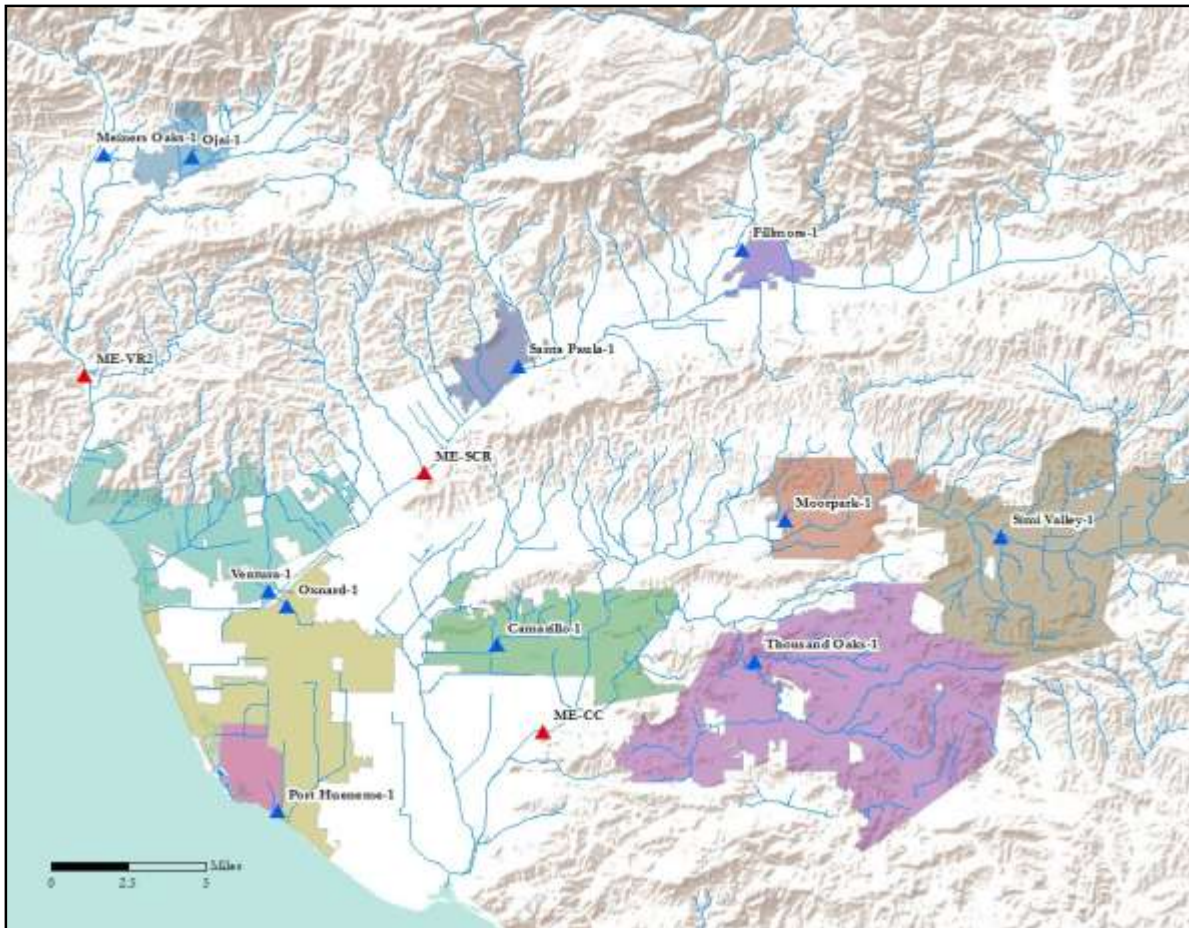 Meiners Oaks-1
Ojai-1
Fillmore-1
Santa Paula-1
ME-VR2
ME-SCR
Moorpark-1
Simi Valley-1
Ventura-1
Oxnard-1
Camarillo-1
Thousand Oaks-1
ME-CC
Port Hueneme-1
Miles
0 2.5 5